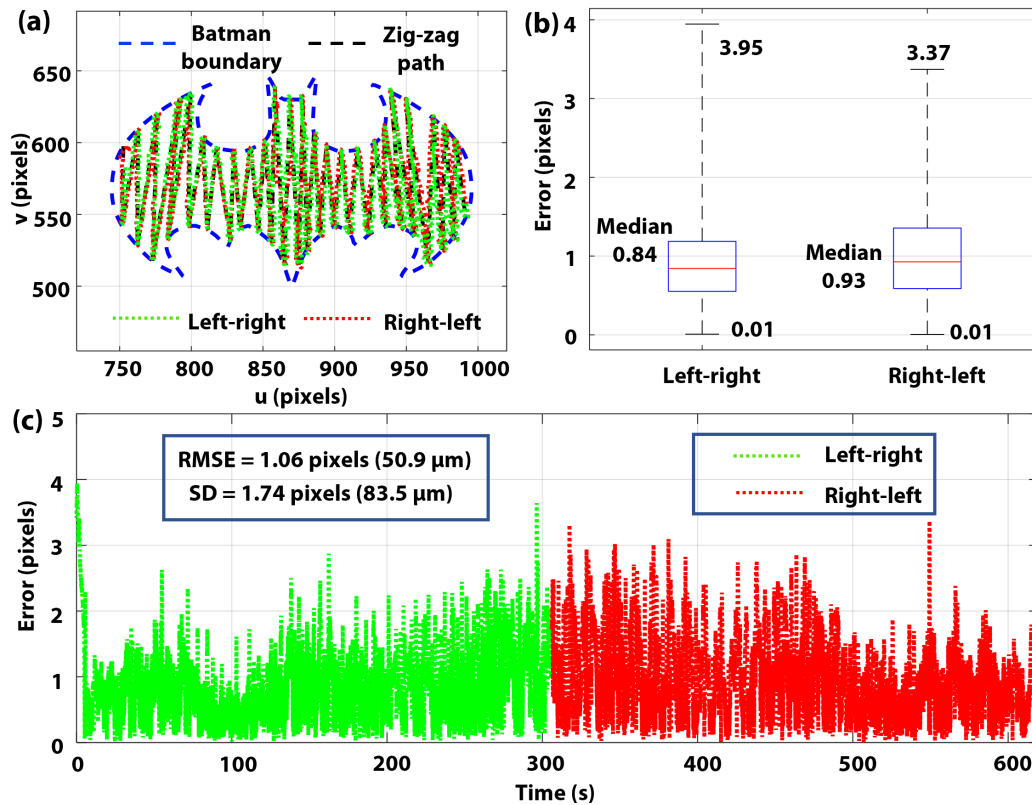 (a)
Batman
boundary
Zig-zag
path
650
600
550
500
v (pixels)
Left-right
Right-left
750 800 850 900 950 1000
u (pixels)
(b)
4
3
2
1
0
Error (pixels)
3.95
3.37
Median
0.84
Median
0.93
0.01
0.01
Left-right
Right-left
(c)
5
4
3
2
1
0
Error (pixels)
RMSE = 1.06 pixels (50.9 µm)
SD = 1.74 pixels (83.5 µm)
Left-right
Right-left
0 100 200 300 400 500 600
Time (s)